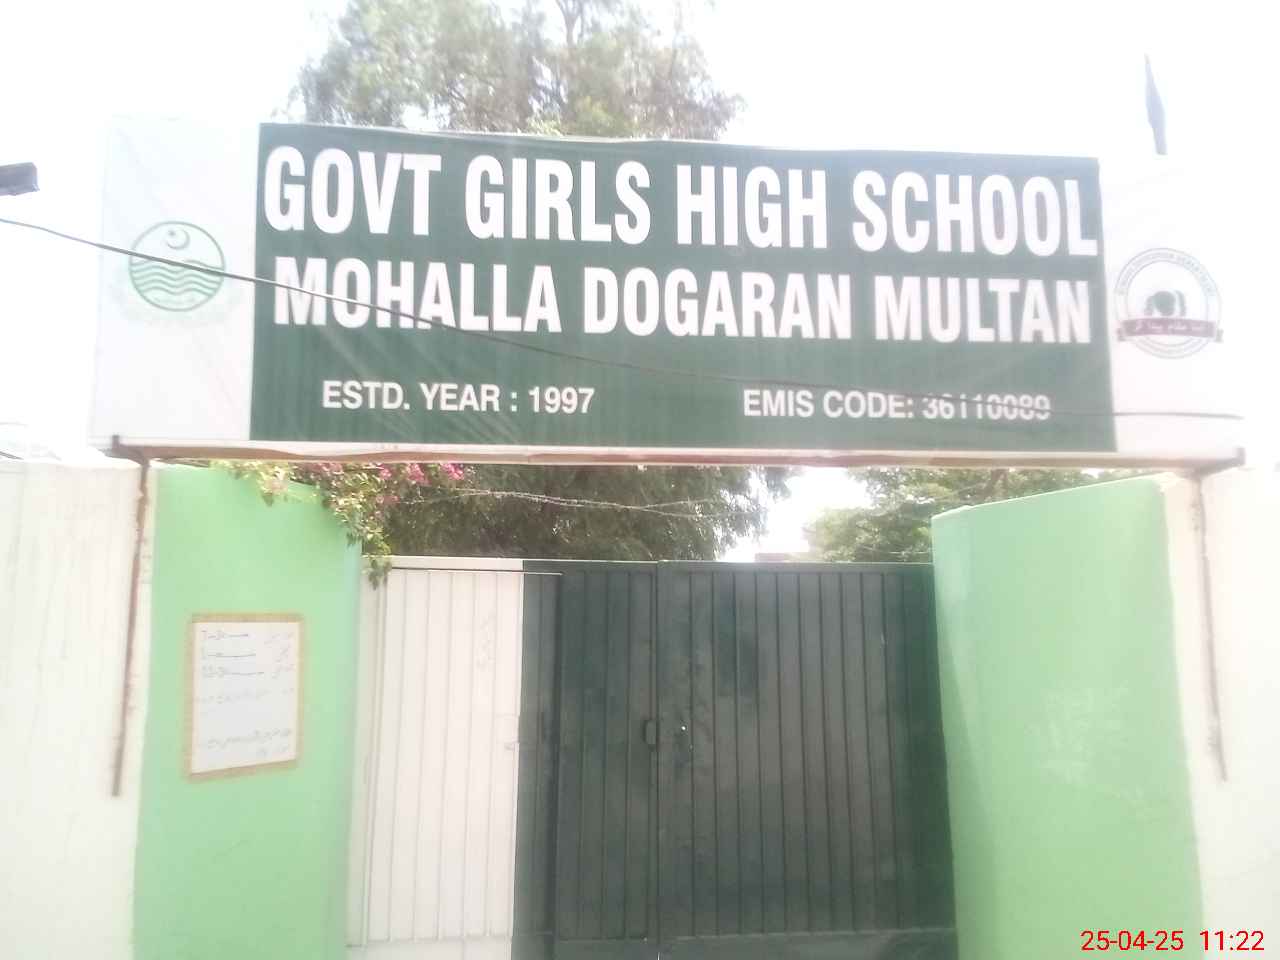 GOVT GIRLS HIGH SCHOOL
MOHALLA DOGARAN MULTAN
ESTD. YEAR : 1997
EMIS CODE: 36110089
25-04-25 11:22